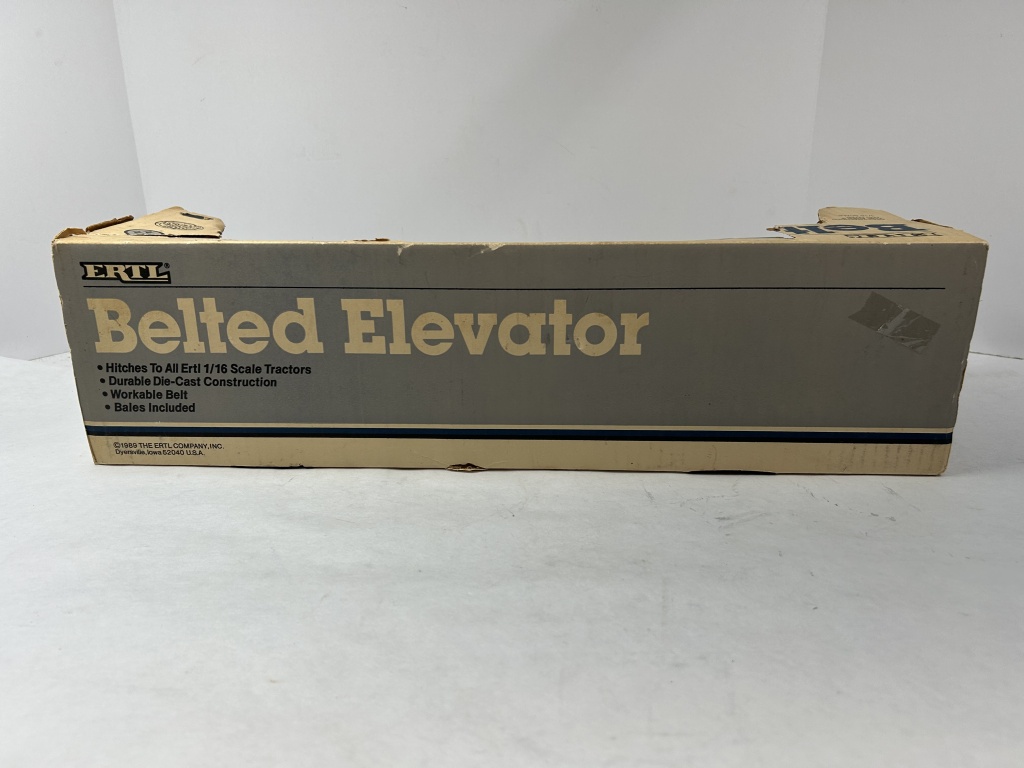 ERTL®
Belted Elevator
• Hitches To All Ertl 1/16 Scale Tractors
• Durable Die-Cast Construction
• Workable Belt
• Bales Included
©1989 THE ERTL COMPANY, INC.
Dyersville, Iowa 52040 U.S.A.
Belt